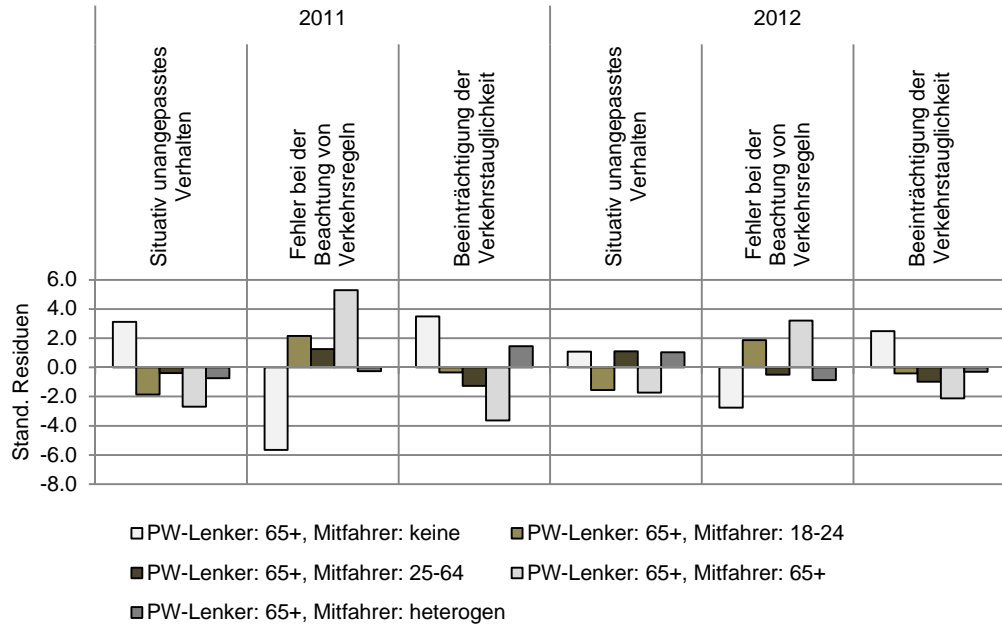 2011
2012
Situativ unangepasstes
Verhalten
Fehler bei der
Beachtung von
Verkehrsregeln
Beeinträchtigung der
Verkehrstauglichkeit
Situativ unangepasstes
Verhalten
Fehler bei der
Beachtung von
Verkehrsregeln
Beeinträchtigung der
Verkehrstauglichkeit
Stand. Residuen
6.0
4.0
2.0
0.0
-2.0
-4.0
-6.0
-8.0
PW-Lenker: 65+, Mitfahrer: keine
PW-Lenker: 65+, Mitfahrer: 18-24
PW-Lenker: 65+, Mitfahrer: 25-64
PW-Lenker: 65+, Mitfahrer: 65+
PW-Lenker: 65+, Mitfahrer: heterogen